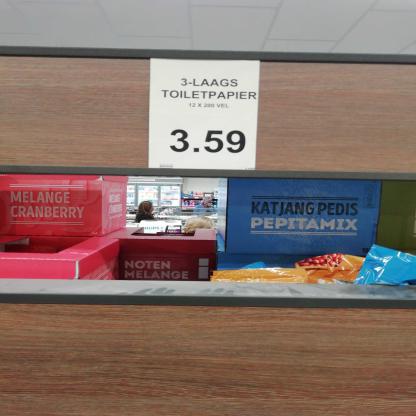 3-LAAGS
TOILETPAPIER
12 X 200 VEL
3.59
MELANGE
CRANBERRY
KATJANG PEDIS
PEPITAMIX
NOTEN
MELANGE